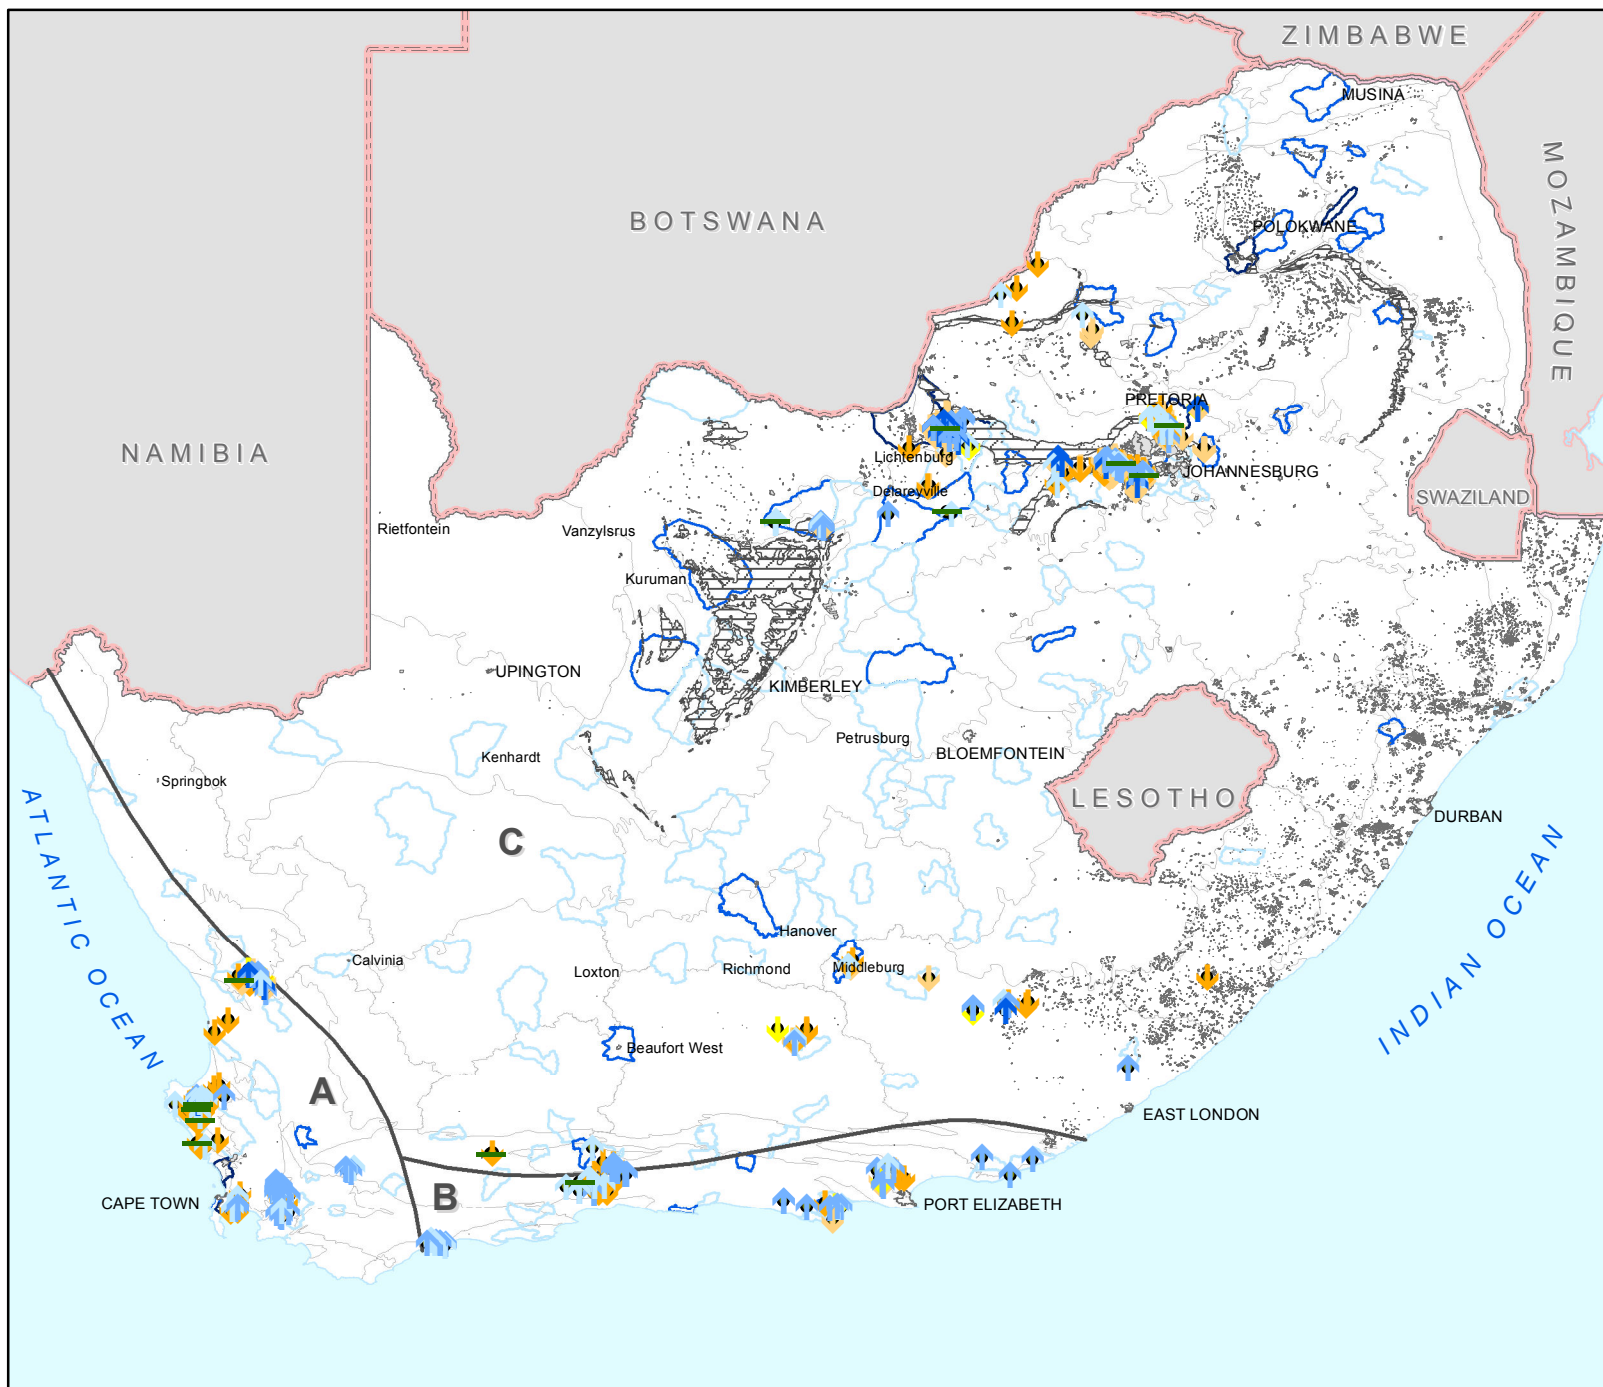 ZIMBABWE
MUSINA
MOZAMBIQUE
BOTSWANA
POLOKWANE
NAMIBIA
PRETORIA
Lichtenburg
JOHANNESBURG
Delareyville
SWAZILAND
Rietfontein
Vanzylsrus
Kuruman
UPINGTON
KIMBERLEY
Petrusburg
BLOEMFONTEIN
Kenhardt
Springbok
LESOTHO
DURBAN
ATLANTIC OCEAN
C
INDIAN OCEAN
Hanover
Calvinia
Loxton
Richmond
Middleburg
Beaufort West
A
EAST LONDON
B
CAPE TOWN
PORT ELIZABETH